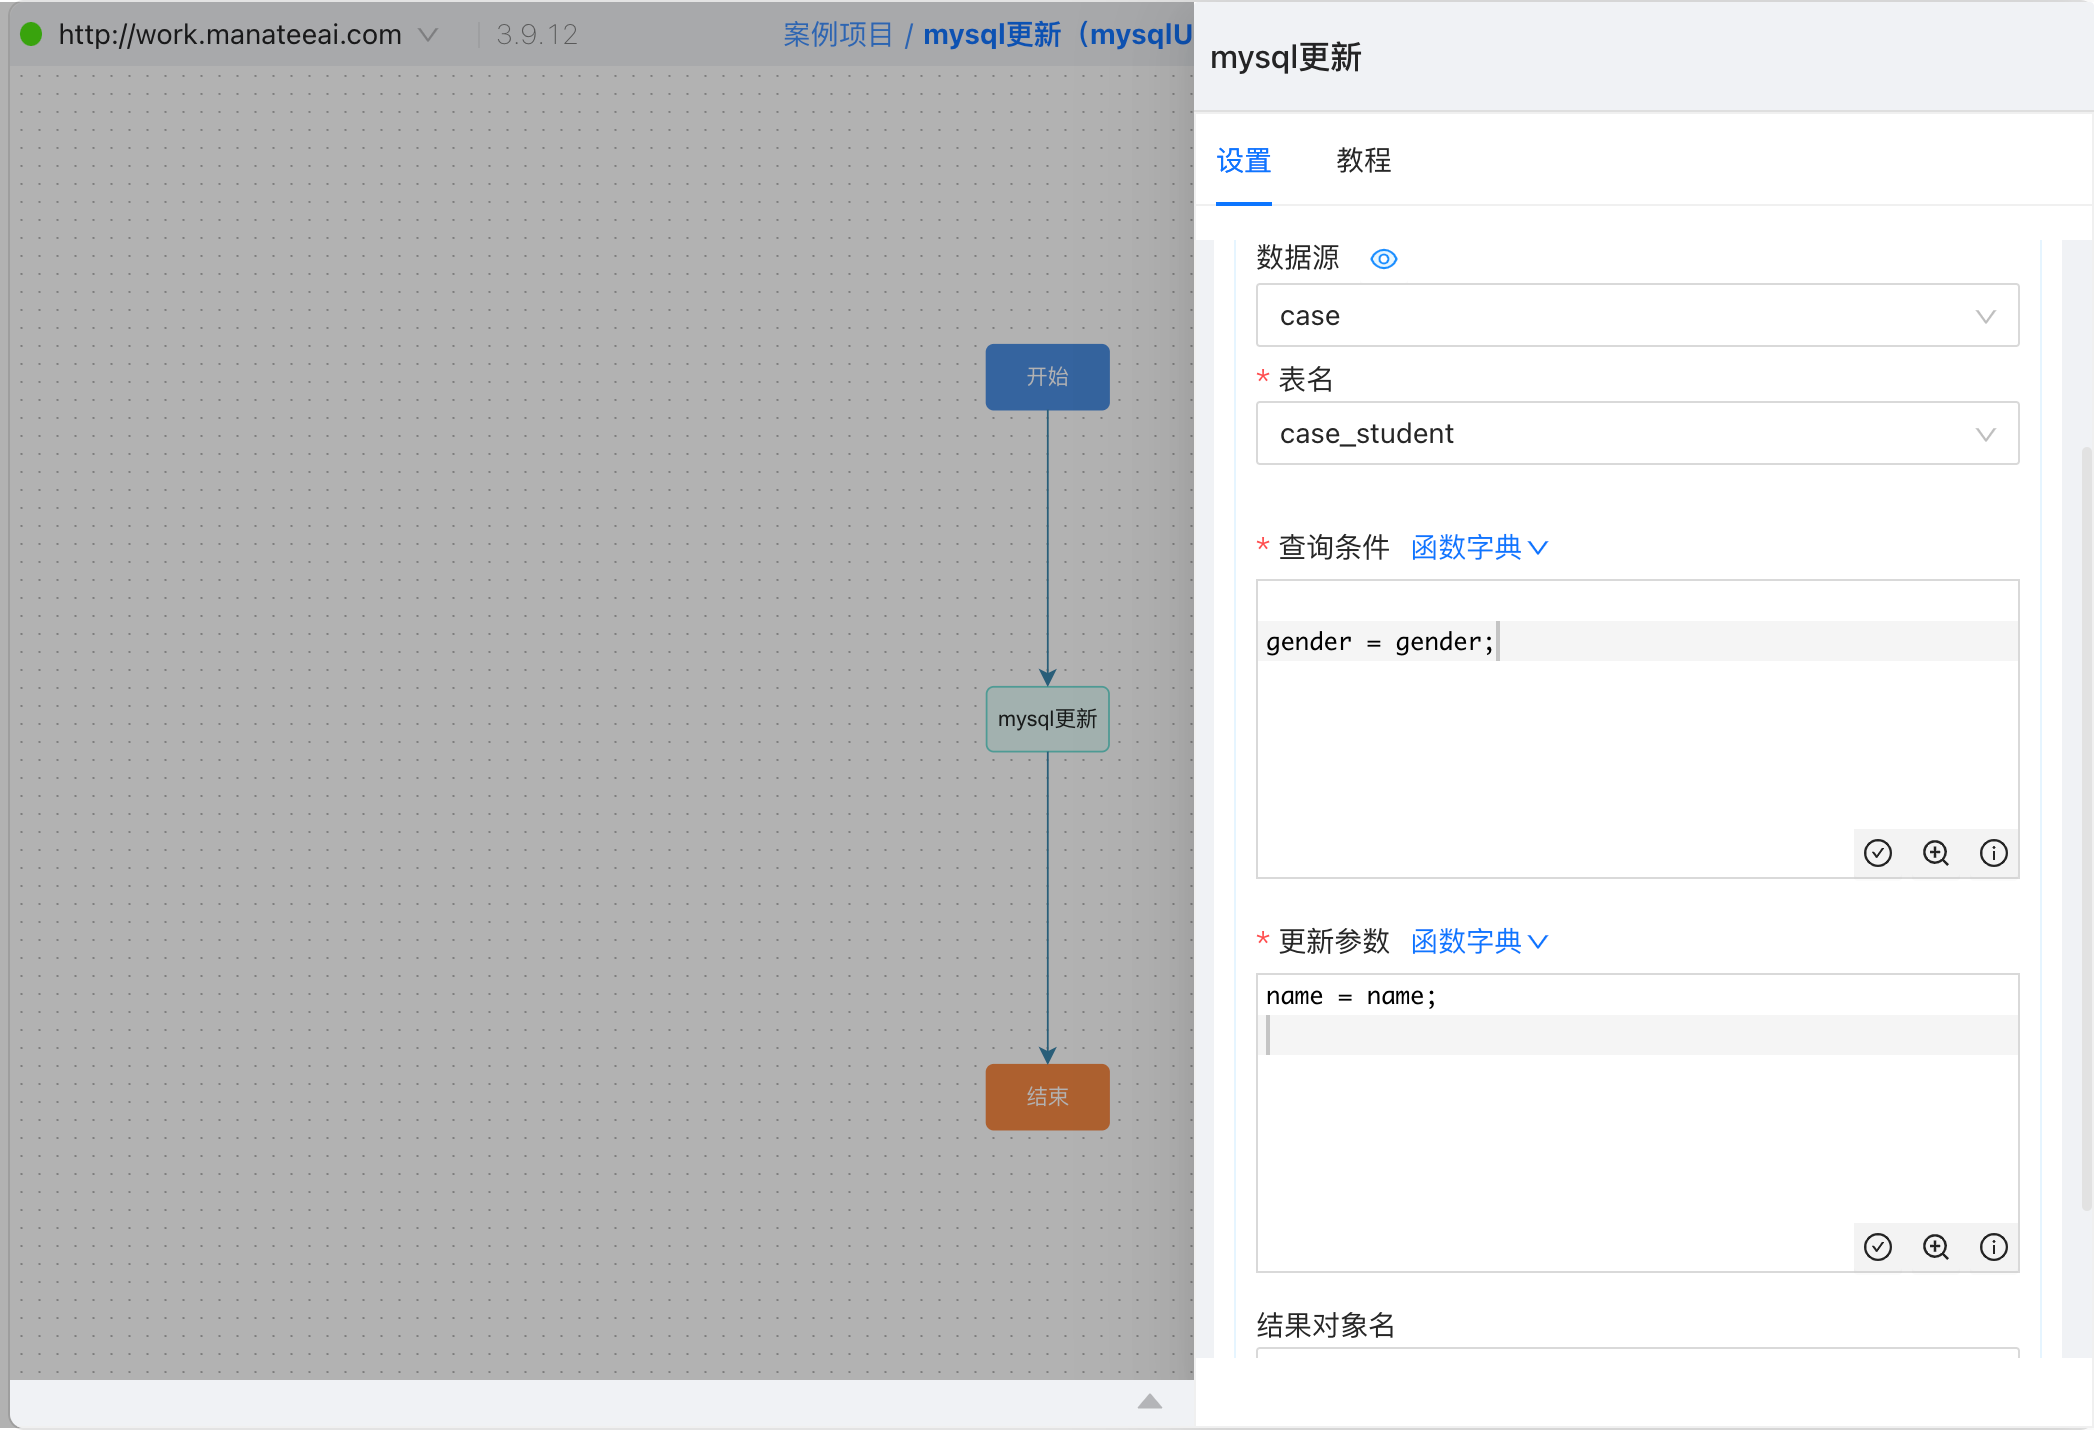 http://work.manateeai.com
3.9.12
案例项目 / mysql更新（mysqlU
开始
mysql更新
结束
mysql更新
设置
教程
数据源
case
* 表名
case_student
* 查询条件 函数字典
gender = gender;
* 更新参数 函数字典
name = name;
结果对象名